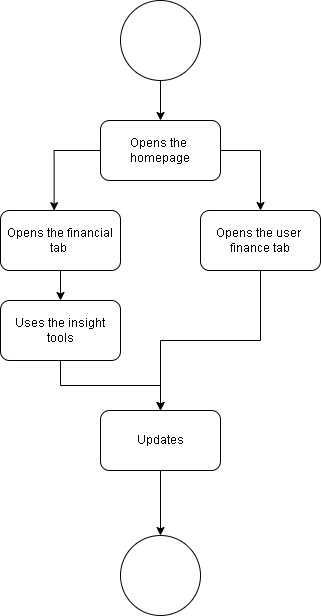 Opens the
homepage
Opens the financial
tab
Opens the user
finance tab
Uses the insight
tools
Updates